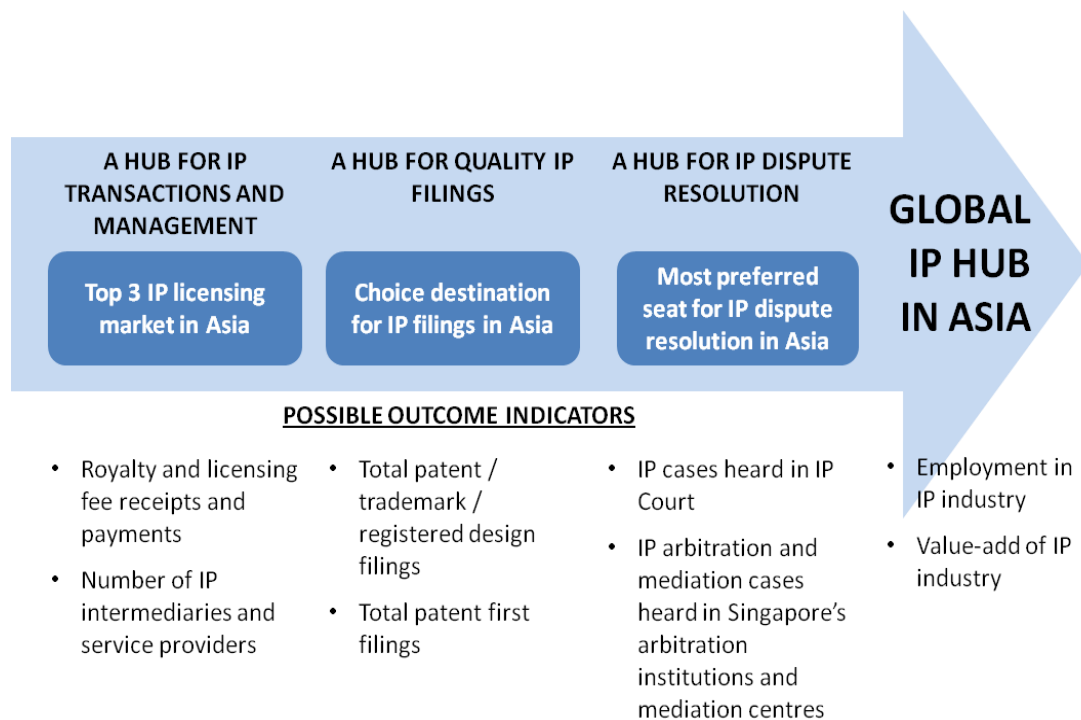 A HUB FOR IP
TRANSACTIONS AND
MANAGEMENT
Top 3 IP licensing
market in Asia
A HUB FOR QUALITY IP
FILINGS
Choice destination
for IP filings in Asia
A HUB FOR IP DISPUTE
RESOLUTION
Most preferred
seat for IP dispute
resolution in Asia
GLOBAL
IP HUB
IN ASIA
POSSIBLE OUTCOME INDICATORS
• Royalty and licensing
fee receipts and
payments
• Number of IP
intermediaries and
service providers
• Total patent /
trademark /
registered design
filings
• Total patent first
filings
• IP cases heard in IP
Court
• IP arbitration and
mediation cases
heard in Singapore’s
arbitration
institutions and
mediation centres
• Employment in
IP industry
• Value-add of IP
industry